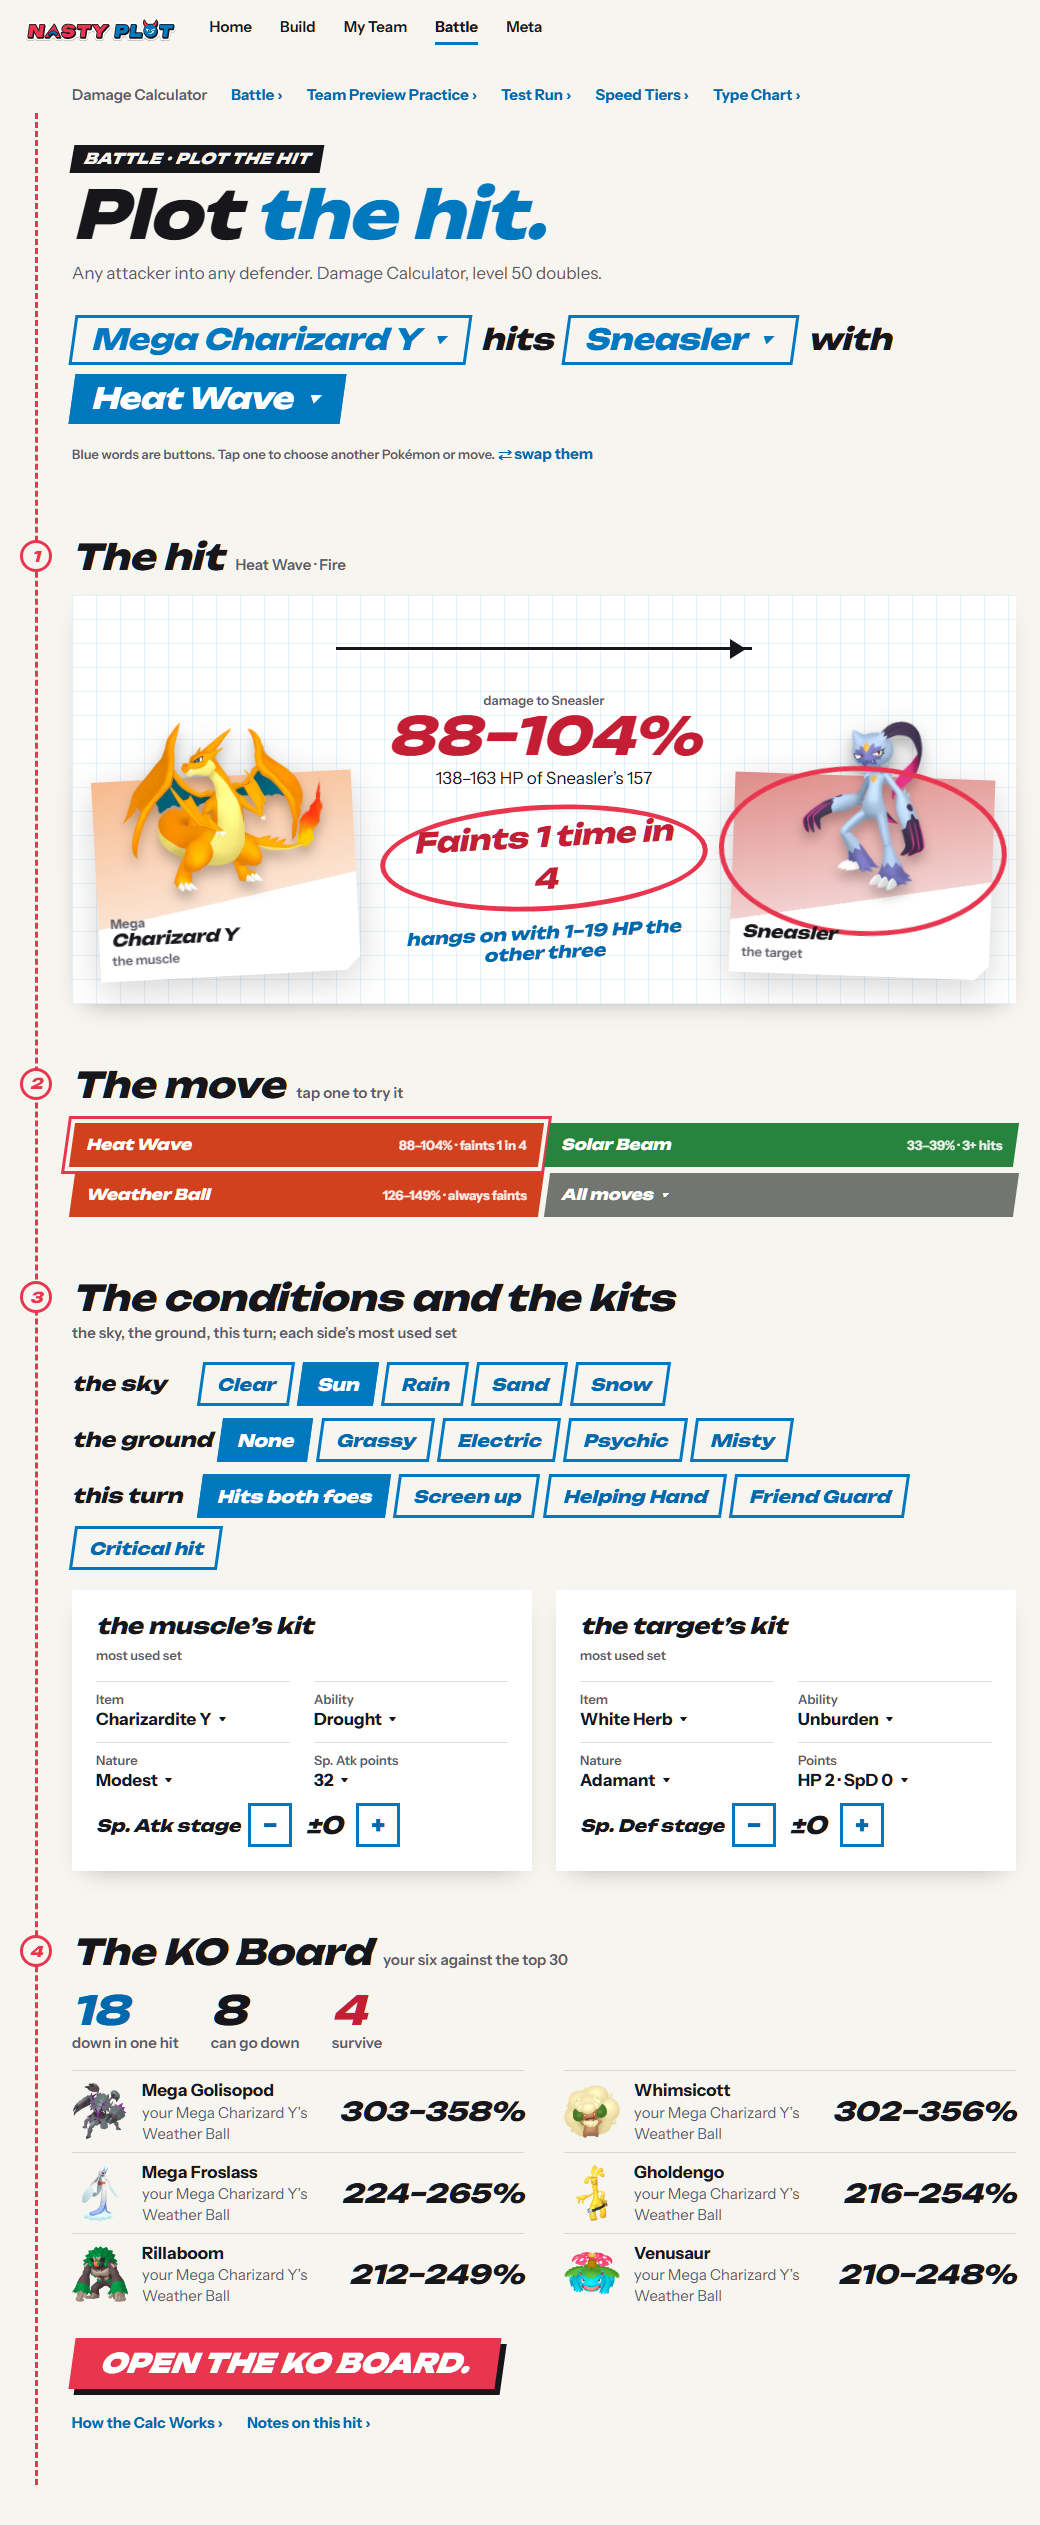 NASTY PLOT
Home
Build
My Team
Battle
Meta
Damage Calculator
Battle ›
Team Preview Practice ›
Test Run ›
Speed Tiers ›
Type Chart ›
BATTLE · PLOT THE HIT
Plot the hit.
Any attacker into any defender. Damage Calculator, level 50 doubles.
Mega Charizard Y ▾ hits Sneasler ▾ with
Heat Wave ▾
Blue words are buttons. Tap one to choose another Pokémon or move. ⇄ swap them
1
The hit Heat Wave · Fire
damage to Sneasler
88–104%
138–163 HP of Sneasler’s 157
Faints 1 time in
4
hangs on with 1–19 HP the
other three
Mega
Charizard Y
the muscle
Sneasler
the target
2
The move tap one to try it
Heat Wave 88–104% · faints 1 in 4
Solar Beam 33–39% · 3+ hits
Weather Ball 126–149% · always faints
All moves ▾
3
The conditions and the kits
the sky, the ground, this turn; each side’s most used set
the sky Clear Sun Rain Sand Snow
the ground None Grassy Electric Psychic Misty
this turn Hits both foes Screen up Helping Hand Friend Guard
Critical hit
the muscle’s kit
most used set
Item
Charizardite Y ▾
Ability
Drought ▾
Nature
Modest ▾
Sp. Atk points
32 ▾
Sp. Atk stage − ±0 +
the target’s kit
most used set
Item
White Herb ▾
Ability
Unburden ▾
Nature
Adamant ▾
Points
HP 2 · SpD 0 ▾
Sp. Def stage − ±0 +
4
The KO Board your six against the top 30
18
down in one hit
8
can go down
4
survive
Mega Golisopod
your Mega Charizard Y’s
Weather Ball
303–358%
Whimsicott
your Mega Charizard Y’s
Weather Ball
302–356%
Mega Froslass
your Mega Charizard Y’s
Weather Ball
224–265%
Gholdengo
your Mega Charizard Y’s
Weather Ball
216–254%
Rillaboom
your Mega Charizard Y’s
Weather Ball
212–249%
Venusaur
your Mega Charizard Y’s
Weather Ball
210–248%
OPEN THE KO BOARD.
How the Calc Works ›
Notes on this hit ›